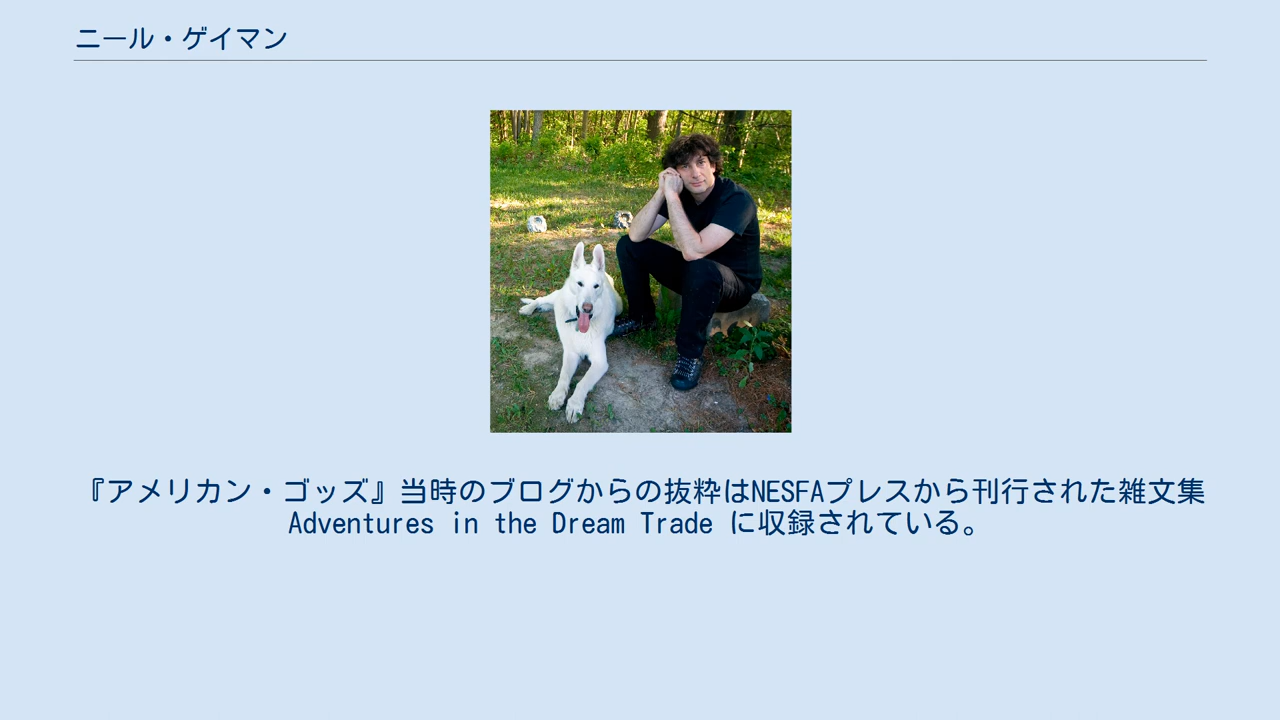 ニール・ゲイマン
『アメリカン・ゴッズ』当時のブログからの抜粋はNESFAプレスから刊行された雑文集
Adventures in the Dream Trade に収録されている。